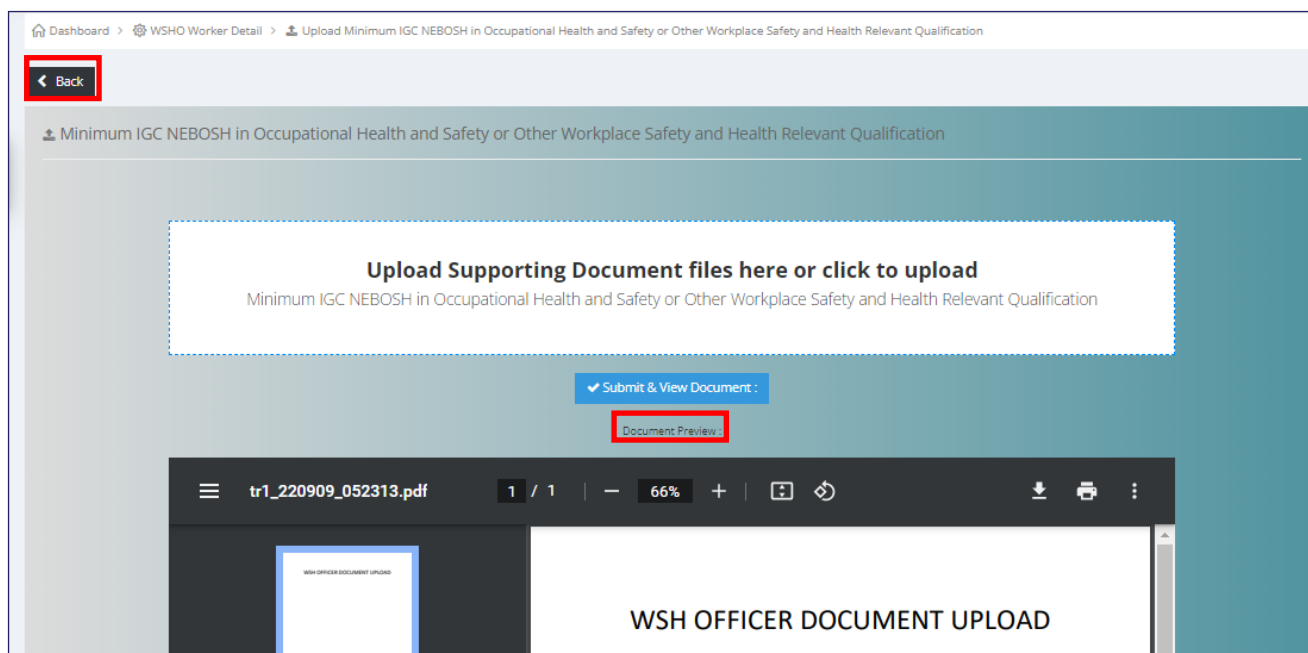 Dashboard > WSHO Worker Detail > Upload Minimum IGC NEBOSH in Occupational Health and Safety or Other Workplace Safety and Health Relevant Qualification
Back
Minimum IGC NEBOSH in Occupational Health and Safety or Other Workplace Safety and Health Relevant Qualification
Upload Supporting Document files here or click to upload
Minimum IGC NEBOSH in Occupational Health and Safety or Other Workplace Safety and Health Relevant Qualification
Submit & View Document :
Document Preview :
tr1_220909_052313.pdf 1 / 1 66%
WSH OFFICER DOCUMENT UPLOAD
WSH OFFICER DOCUMENT UPLOAD